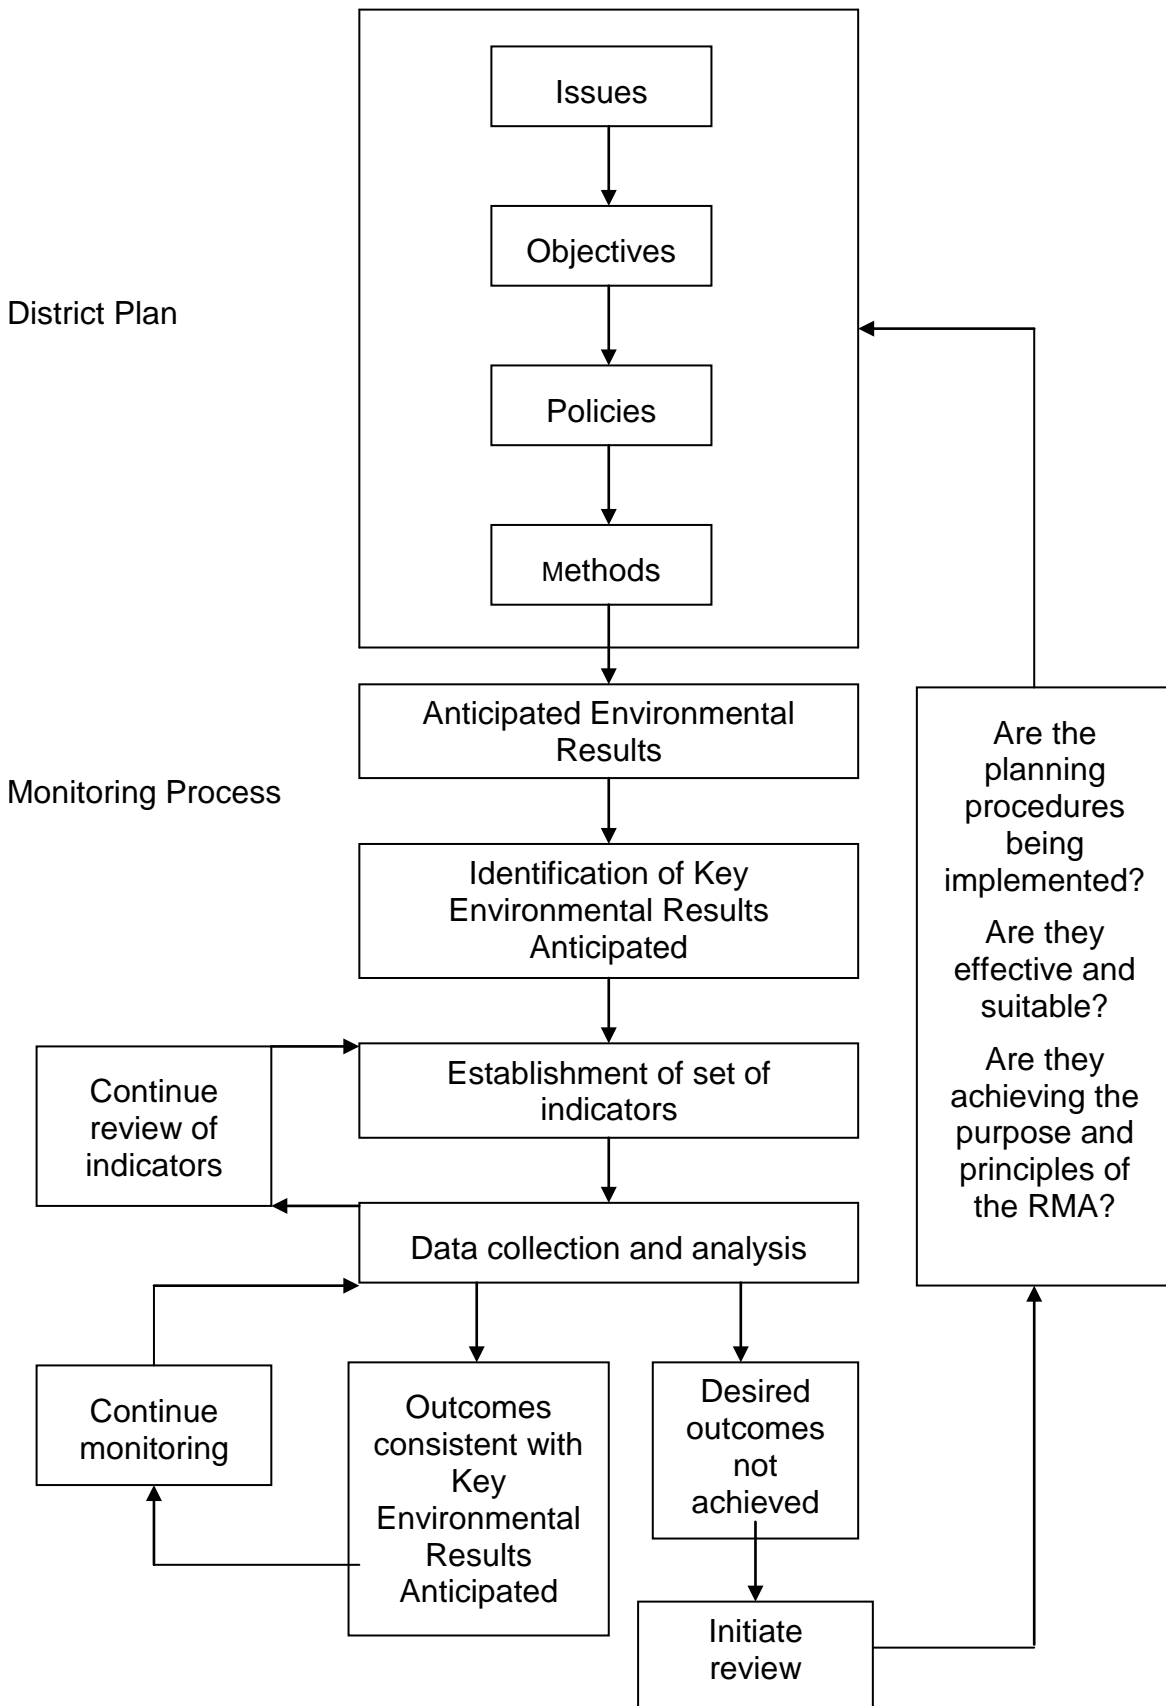 Issues
Objectives
District Plan
Policies
Methods
Anticipated Environmental
Results
Monitoring Process
Identification of Key
Environmental Results
Anticipated
Establishment of set of
indicators
Continue
review of
indicators
Data collection and analysis
Continue
monitoring
Outcomes
consistent with
Key
Environmental
Results
Anticipated
Desired
outcomes
not
achieved
Initiate
review
Are the
planning
procedures
being
implemented?
Are they
effective and
suitable?
Are they
achieving the
purpose and
principles of
the RMA?